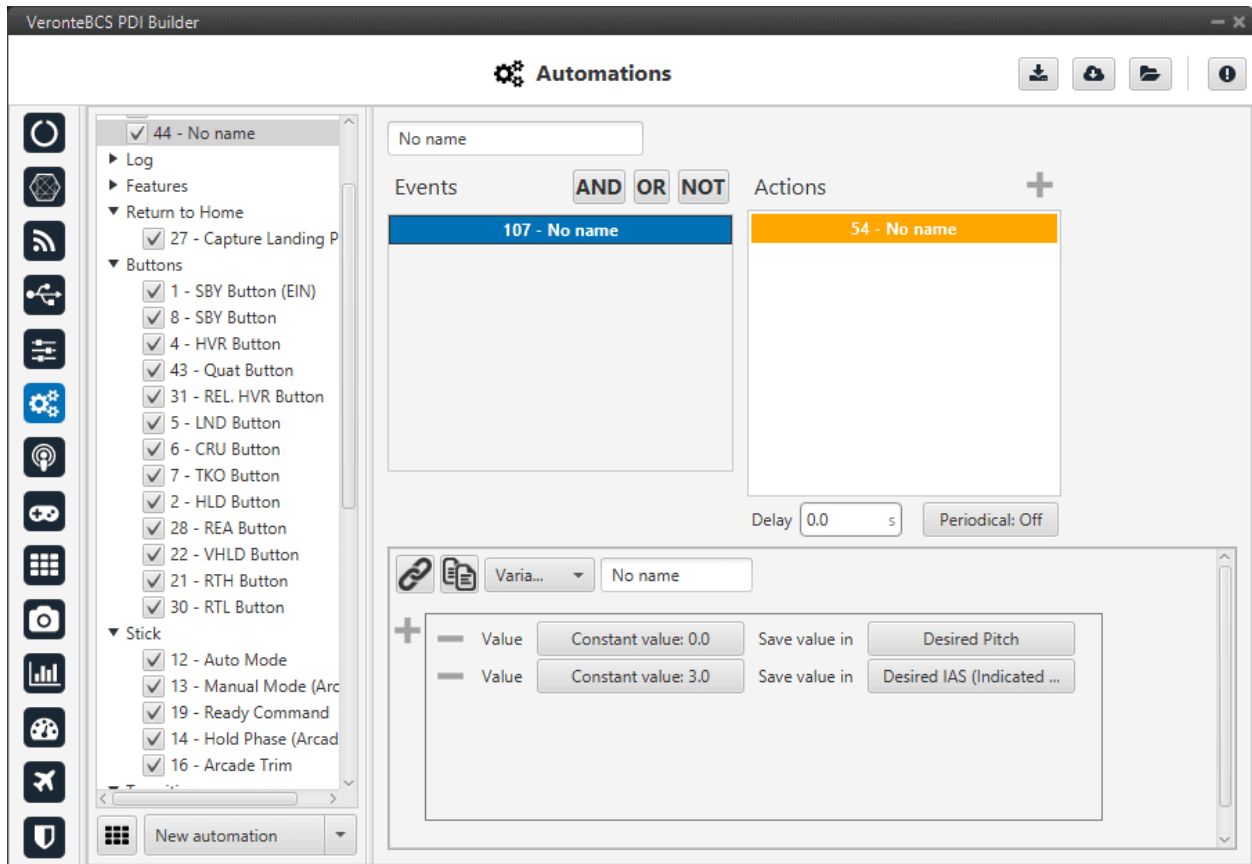 VeronteBCS PDI Builder
Automations
44 - No name
Log
Features
Return to Home
27 - Capture Landing P
Buttons
1 - SBY Button (EIN)
8 - SBY Button
4 - HVR Button
43 - Quat Button
31 - REL. HVR Button
5 - LND Button
6 - CRU Button
7 - TKO Button
2 - HLD Button
28 - REA Button
22 - VHLD Button
21 - RTH Button
30 - RTL Button
Stick
12 - Auto Mode
13 - Manual Mode (Arc
19 - Ready Command
14 - Hold Phase (Arcad
16 - Arcade Trim
New automation
No name
Events AND OR NOT Actions
107 - No name 54 - No name
Delay 0.0 s Periodical: Off
Varia... No name
Value Constant value: 0.0 Save value in Desired Pitch
Value Constant value: 3.0 Save value in Desired IAS (Indicated ...